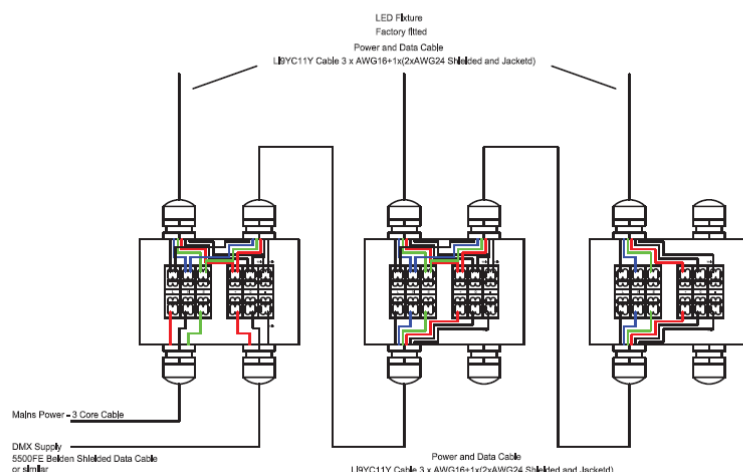 LED Fixture
Factory fitted
Power and Data Cable
LI9YC11Y Cable 3 x AWG16+1x(2xAWG24 Shielded and Jacketd)
Mains Power - 3 Core Cable
DMX Supply
5500FE Belden Shielded Data Cable
or similar
Power and Data Cable
LI9YC11Y Cable 3 x AWG16+1x(2xAWG24 Shielded and Jacketd)